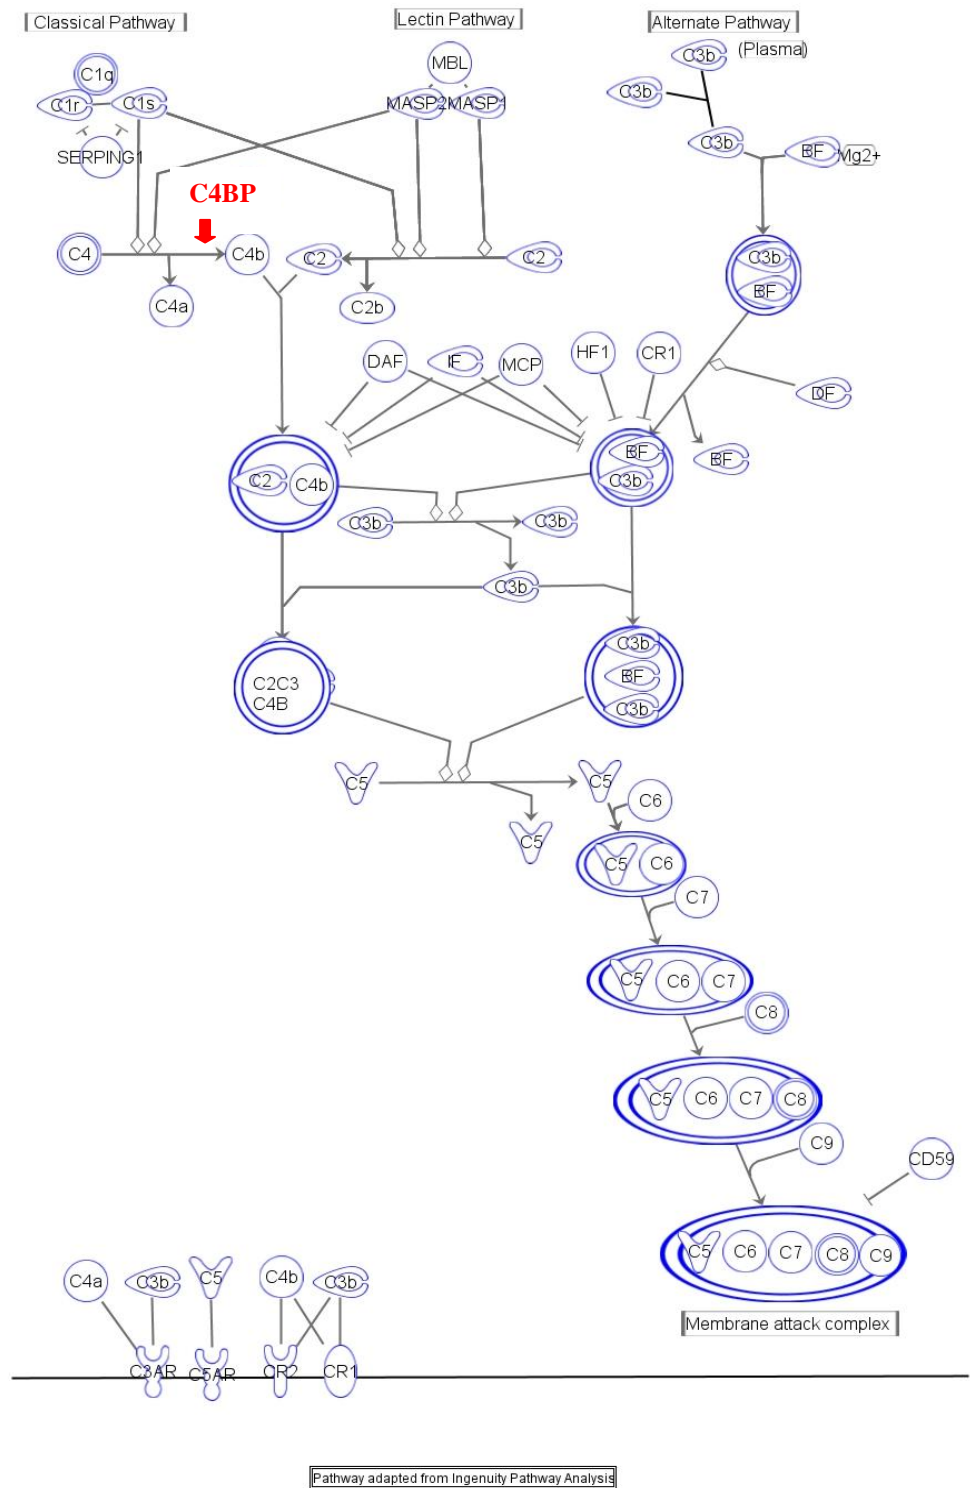 Classical Pathway
Lectin Pathway
Alternate Pathway
(Plasma)
C1q
C1r
C1s
SERPING1
MBL
MASP2
MASP1
C3b
C3b
C3b
BF
Mg2+
C4BP
C4
C4b
C4a
C2
C2
C2b
C3b
BF
DAF
IF
MCP
HF1
CR1
DF
BF
C2
C4b
BF
C3b
C3b
C3b
C3b
C2C3
C4B
C3b
BF
C3b
C5
C5
C5
C6
C5
C6
C7
C5
C6
C7
C8
C5
C6
C7
C8
C9
CD59
C5
C6
C7
C8
C9
Membrane attack complex
C4a
C3b
C5
C4b
C3b
C3AR
C5AR
CR2
CR1
Pathway adapted from Ingenuity Pathway Analysis